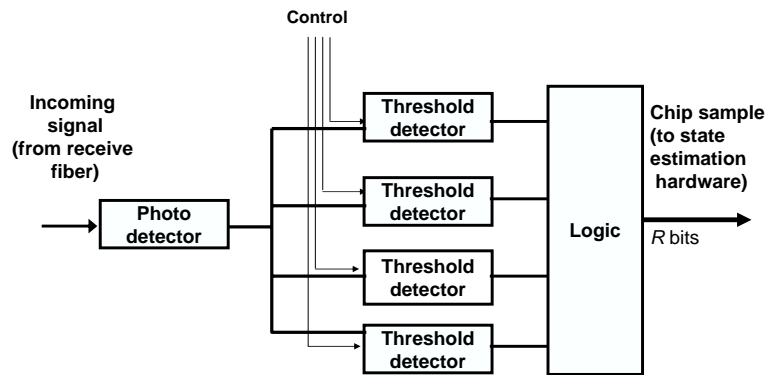 Control
Incoming
signal
(from receive
fiber)
Photo
detector
Threshold
detector
Threshold
detector
Threshold
detector
Threshold
detector
Logic
Chip sample
(to state
estimation
hardware)
R bits